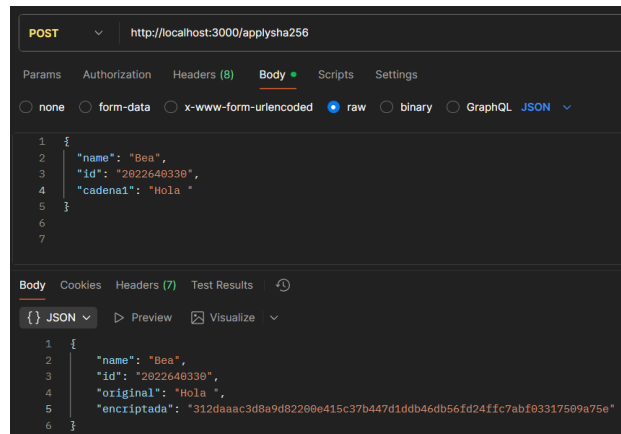 POST http://localhost:3000/applysha256
Params Authorization Headers (8) Body Scripts Settings
none form-data x-www-form-urlencoded raw binary GraphQL JSON
1 {
2 "name": "Bea",
3 "id": "2022640330",
4 "cadena1": "Hola "
5 }
6
7
Body Cookies Headers (7) Test Results
{} JSON Preview Visualize
1 {
2 "name": "Bea",
3 "id": "2022640330",
4 "original": "Hola ",
5 "encriptada": "312daaac3d8a9d82200e415c37b447d1ddb46db56fd24ffc7abf03317509a75e"
6 }